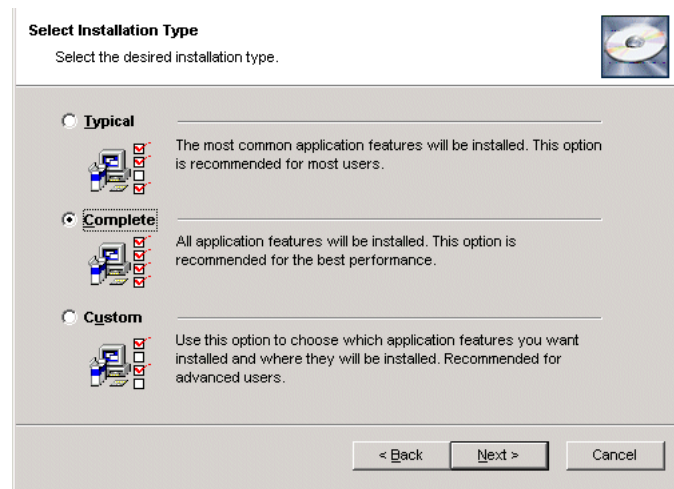 Select Installation Type
Select the desired installation type.
Typical
The most common application features will be installed. This option
is recommended for most users.
Complete
All application features will be installed. This option is
recommended for the best performance.
Custom
Use this option to choose which application features you want
installed and where they will be installed. Recommended for
advanced users.
< Back Next > Cancel